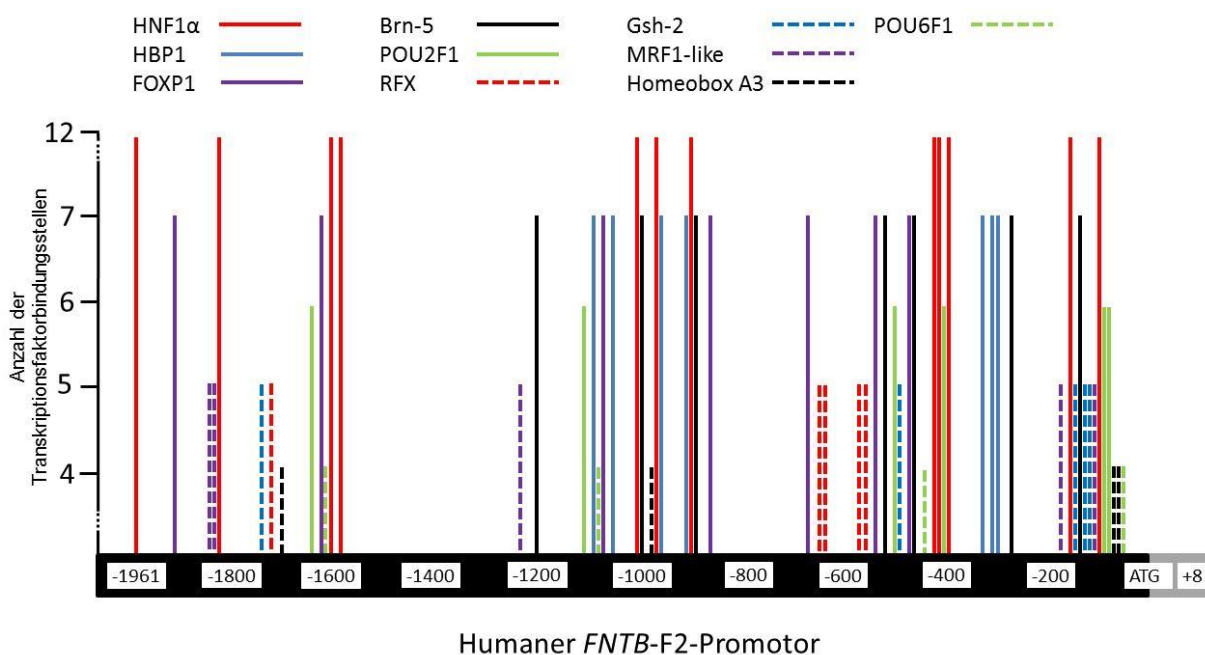 HNF1α Brn-5 Gsh-2 POU6F1
HBP1 POU2F1 MRF1-like
FOXP1 RFX Homeobox A3
Anzahl der
Transkriptionsfaktorbindungsstellen
12
7
6
5
4
-1961 -1800 -1600 -1400 -1200 -1000 -800 -600 -400 -200 ATG +8
Humaner FNTB-F2-Promotor